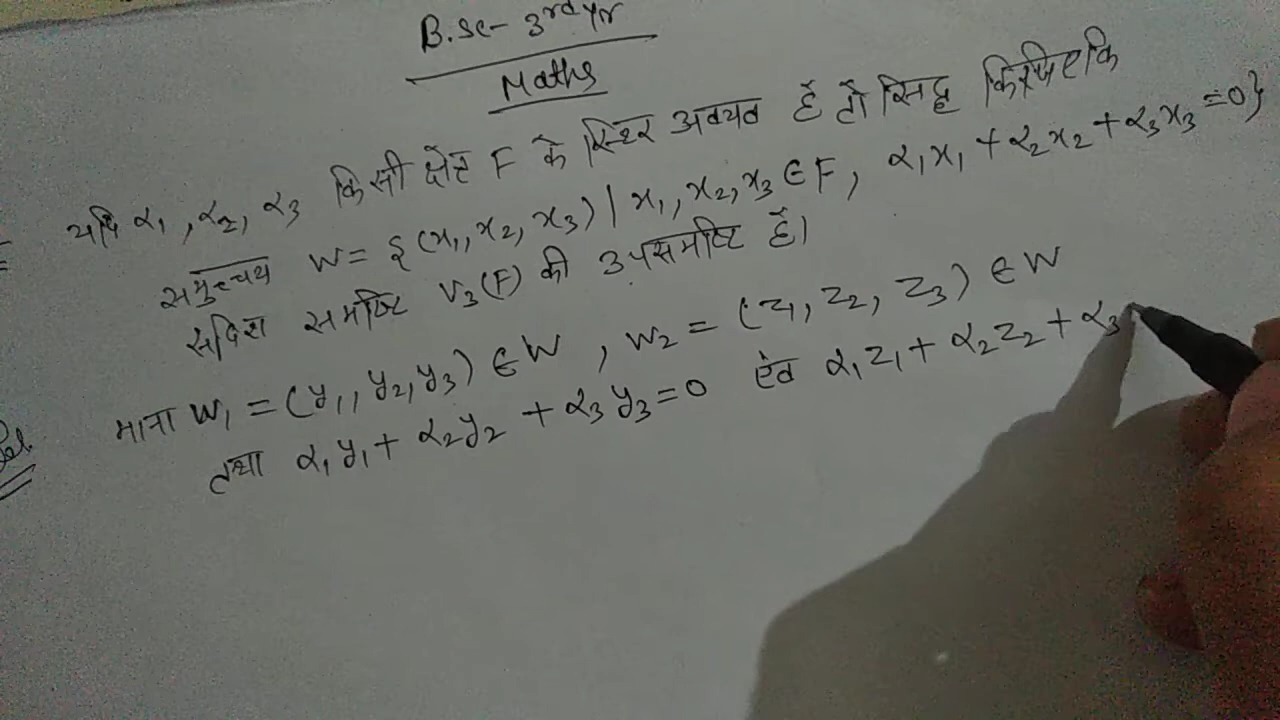 B.Sc- 3rd yr
Maths
यदि α₁, α₂, α₃ किसी क्षेत्र F के स्थिर अवयव हैं तो सिद्ध कीजिए कि
समुच्चय W = {(x₁, x₂, x₃) | x₁, x₂, x₃ ∈ F, α₁x₁ + α₂x₂ + α₃x₃ = 0}
सदिश समष्टि V₃(F) की उपसमष्टि है।
Sol
माना W₁ = (y₁, y₂, y₃) ∈ W, W₂ = (z₁, z₂, z₃) ∈ W
तथा α₁y₁ + α₂y₂ + α₃y₃ = 0 एंव α₁z₁ + α₂z₂ + α₃